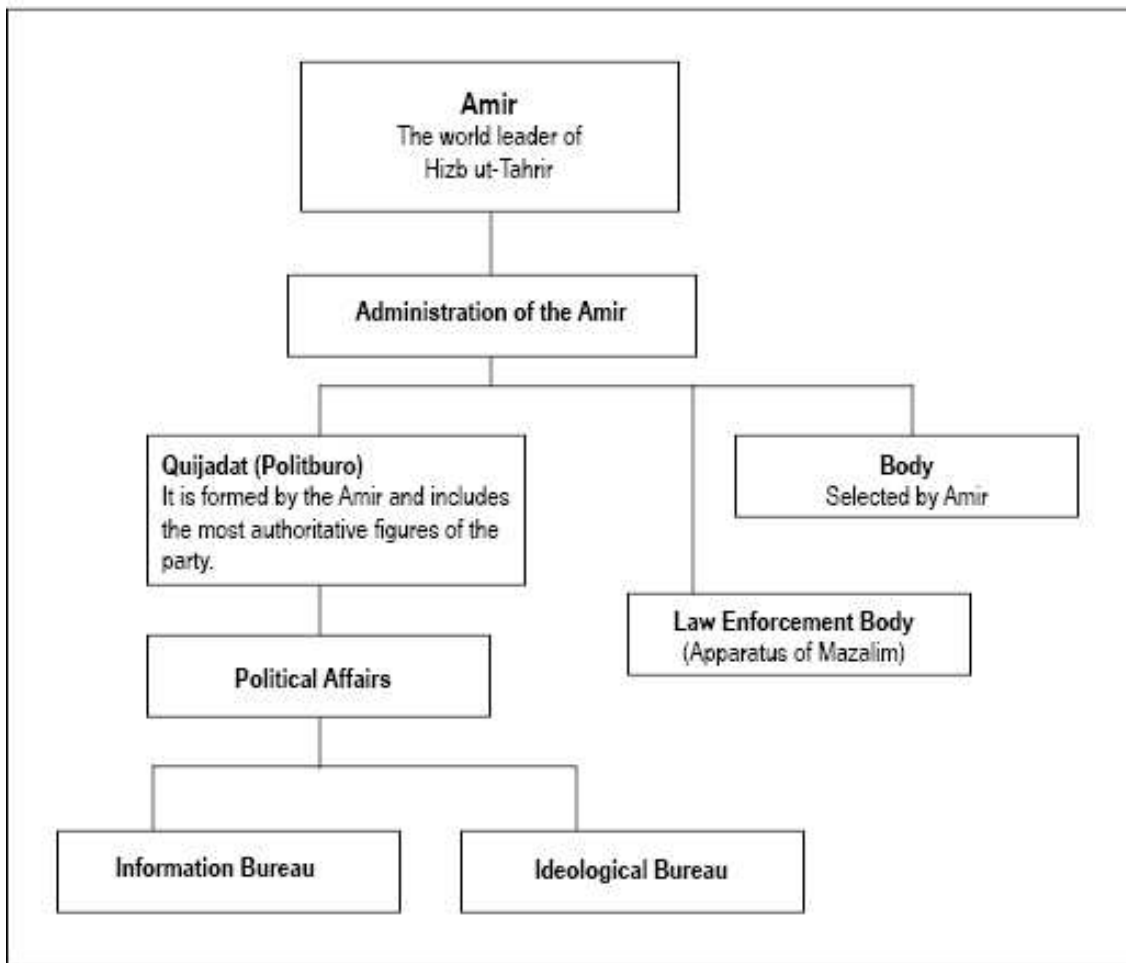 Amir
The world leader of
Hizb ut-Tahrir
Administration of the Amir
Quijadat (Politburo)
It is formed by the Amir and includes
the most authoritative figures of the
party.
Body
Selected by Amir
Law Enforcement Body
(Apparatus of Mazalim)
Political Affairs
Information Bureau
Ideological Bureau